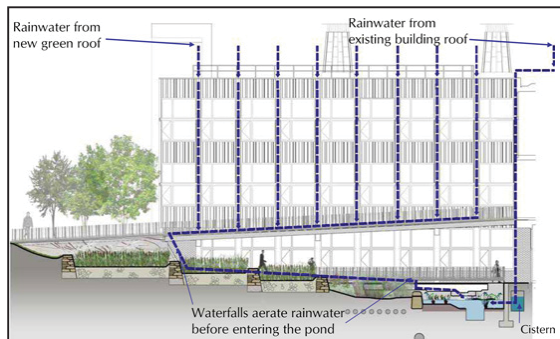 Rainwater from
new green roof
Rainwater from
existing building roof
Waterfalls aerate rainwater
before entering the pond
Cistern